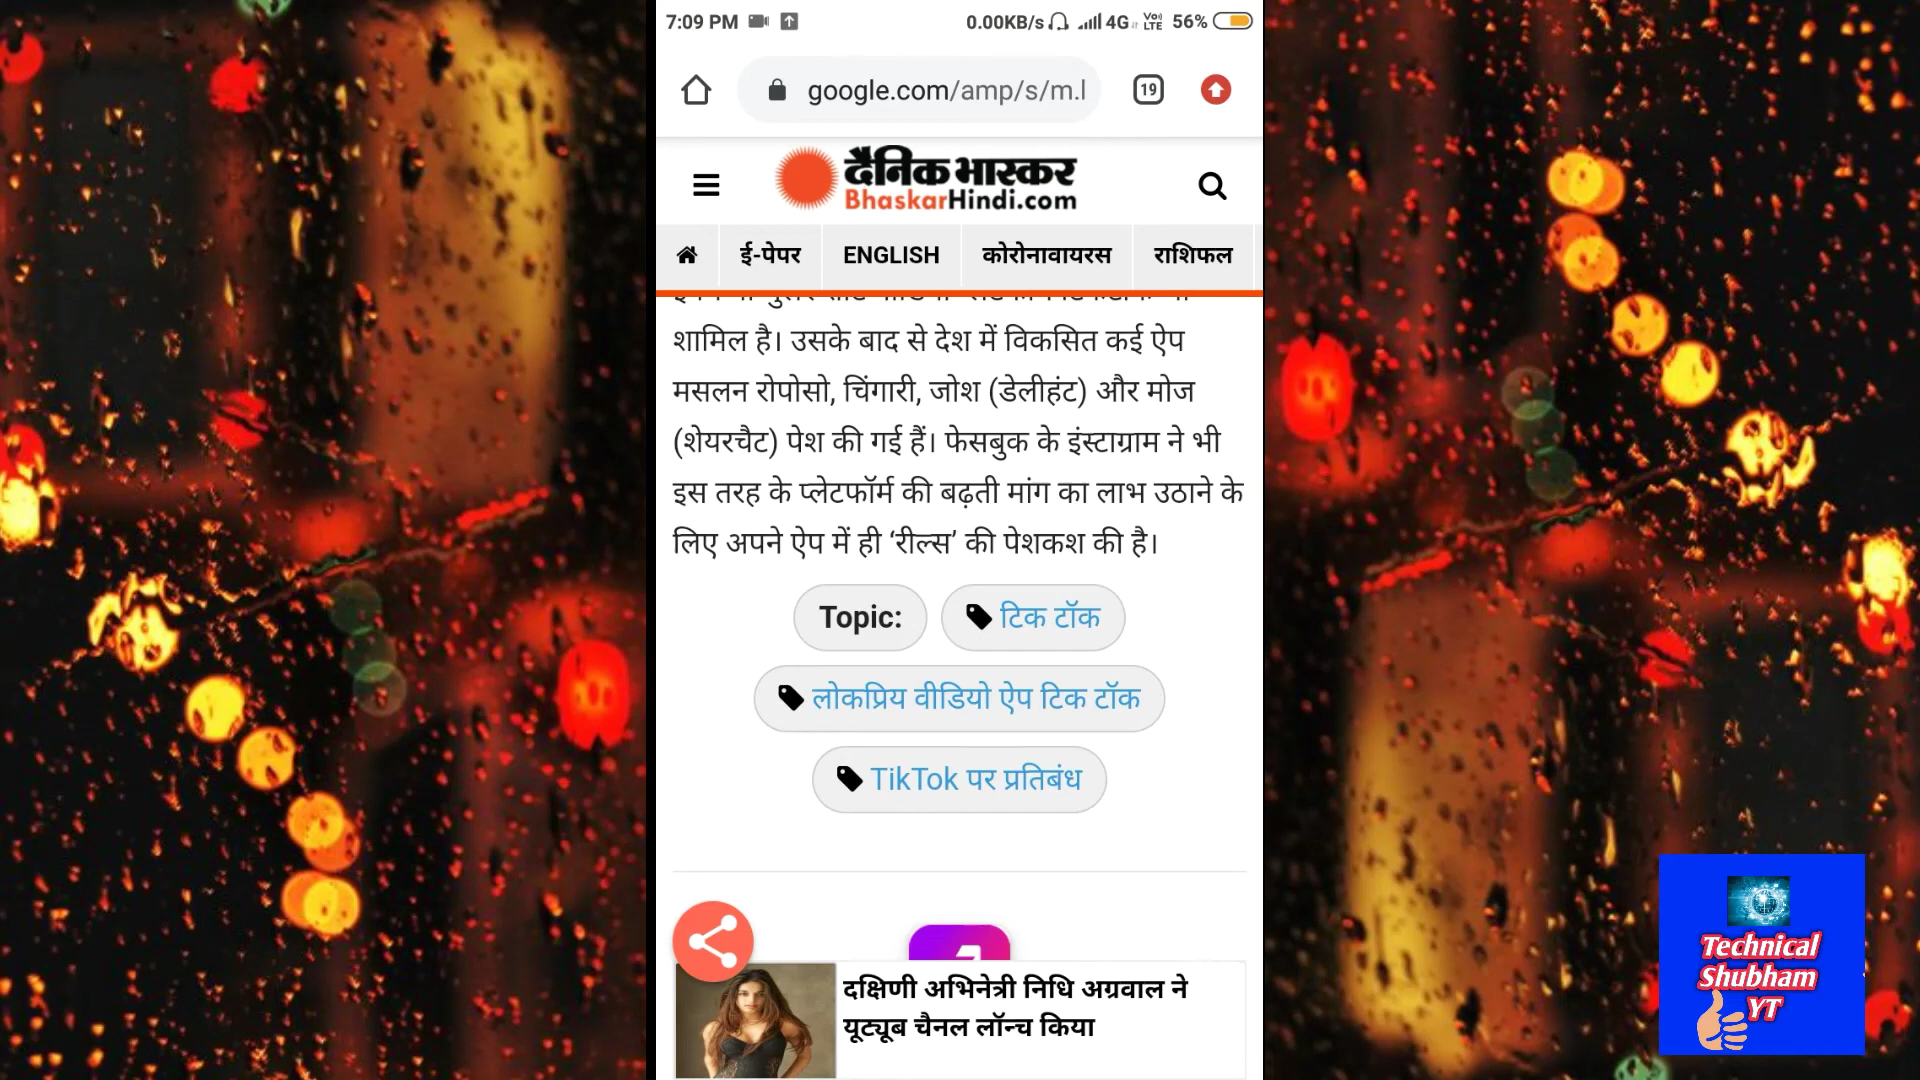 7:09 PM 0.00KB/s 4G VoLTE 56%
google.com/amp/s/m.l 19
दैनिक भास्कर
BhaskarHindi.com
ई-पेपर ENGLISH कोरोनावायरस राशिफल
शामिल है। उसके बाद से देश में विकसित कई ऐप
मसलन रोपोसो, चिंगारी, जोश (डेलीहंट) और मोज
(शेयरचैट) पेश की गई हैं। फेसबुक के इंस्टाग्राम ने भी
इस तरह के प्लेटफॉर्म की बढ़ती मांग का लाभ उठाने के
लिए अपने ऐप में ही ‘रील्स’ की पेशकश की है।
Topic: टिक टॉक
लोकप्रिय वीडियो ऐप टिक टॉक
TikTok पर प्रतिबंध
दक्षिणी अभिनेत्री निधि अग्रवाल ने
यूट्यूब चैनल लॉन्च किया
Technical
Shubham
YT